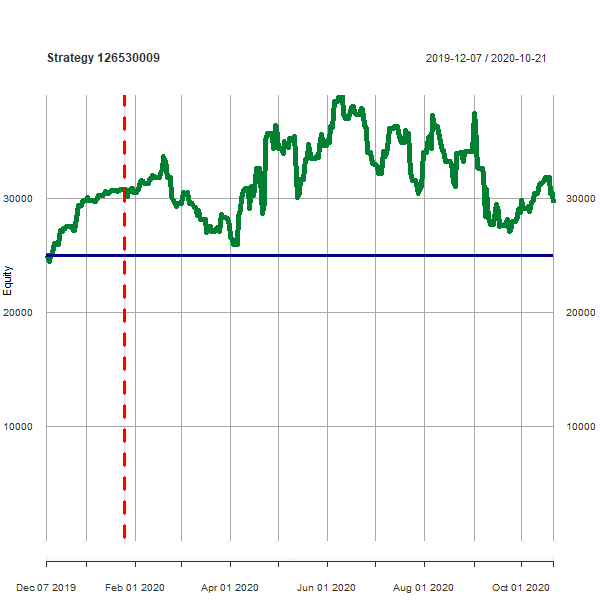 Strategy 126530009
2019-12-07 / 2020-10-21
Equity
30000
30000
20000
20000
10000
10000
Dec 07 2019
Feb 01 2020
Apr 01 2020
Jun 01 2020
Aug 01 2020
Oct 01 2020